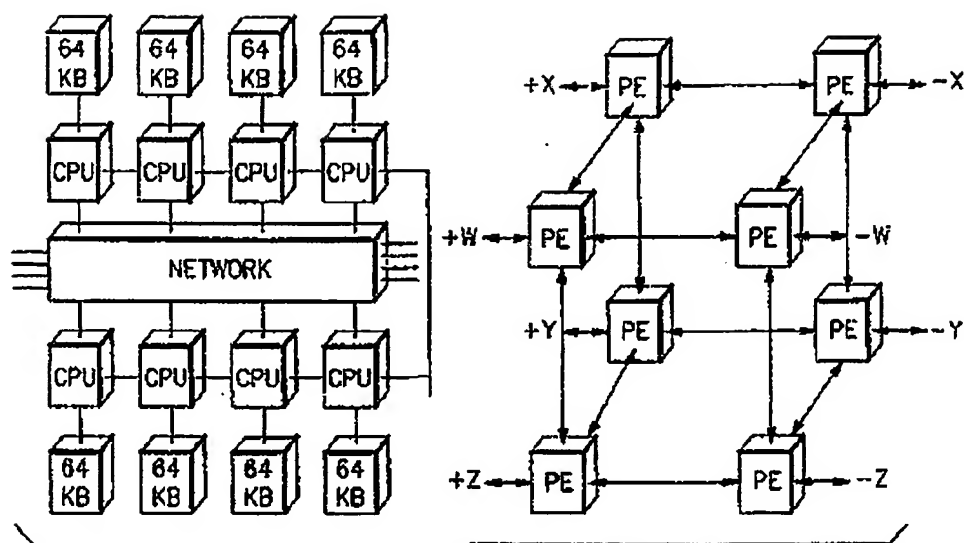 64 KB 64 KB 64 KB 64 KB
CPU CPU CPU CPU
NETWORK
CPU CPU CPU CPU
64 KB 64 KB 64 KB 64 KB
+X PE PE -X
+W PE PE -W
+Y PE PE -Y
+Z PE PE -Z